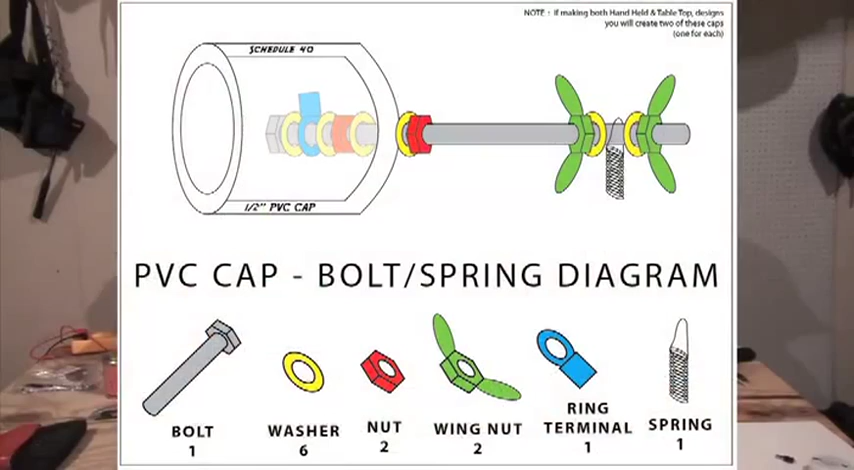 NOTE : if making both Hand Held & Table Top, designs
you will create two of these caps
(one for each)
SCHEDULE 40
1/2" PVC CAP
PVC CAP - BOLT/SPRING DIAGRAM
BOLT
1
WASHER
6
NUT
2
WING NUT
2
RING
TERMINAL
1
SPRING
1